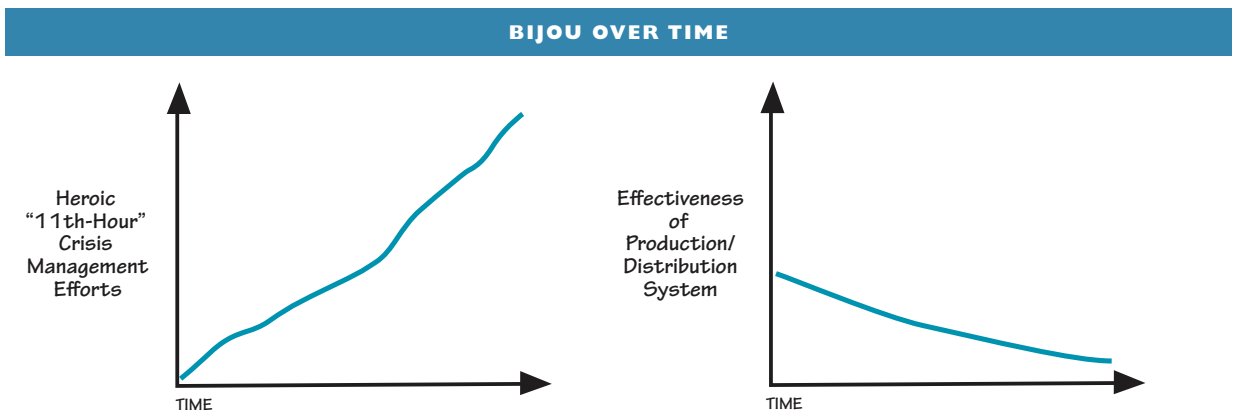 BIJOU OVER TIME
Heroic
“11th-Hour”
Crisis
Management
Efforts
TIME
Effectiveness
of
Production/
Distribution
System
TIME